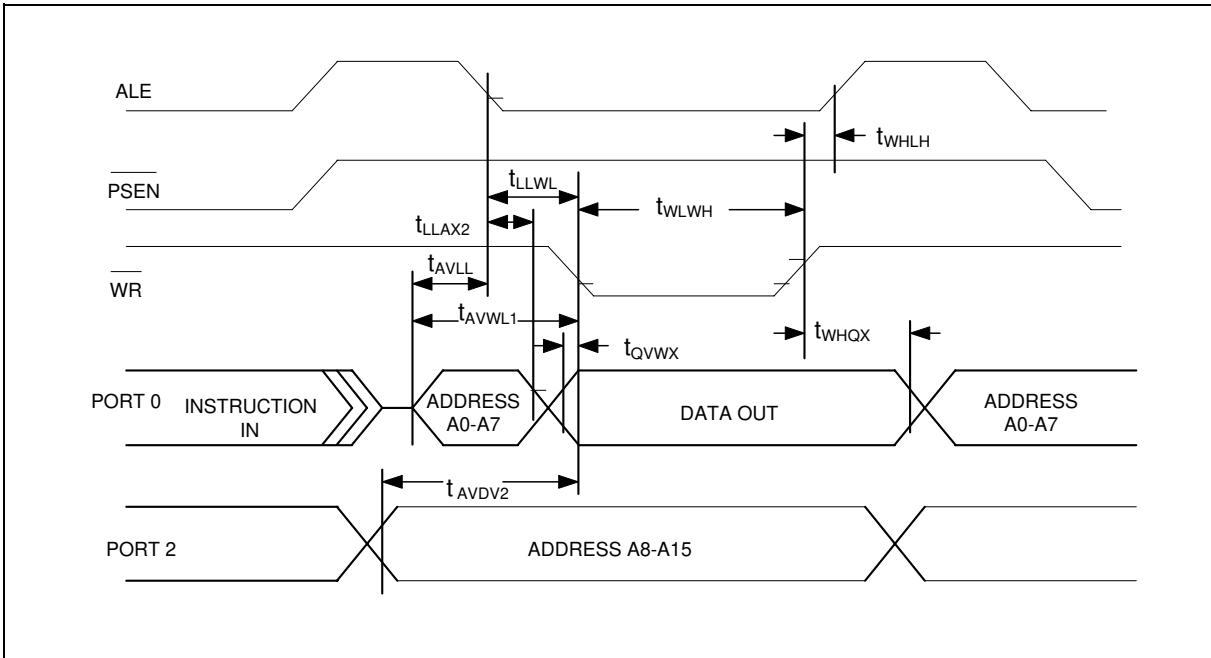 ALE
tWHLH
PSEN
tLLWL
tWLWH
tLLAX2
tAVLL
WR
tAVWL1
tWHQX
tQVWX
PORT 0
INSTRUCTION
IN
ADDRESS
A0-A7
DATA OUT
ADDRESS
A0-A7
tAVDV2
PORT 2
ADDRESS A8-A15